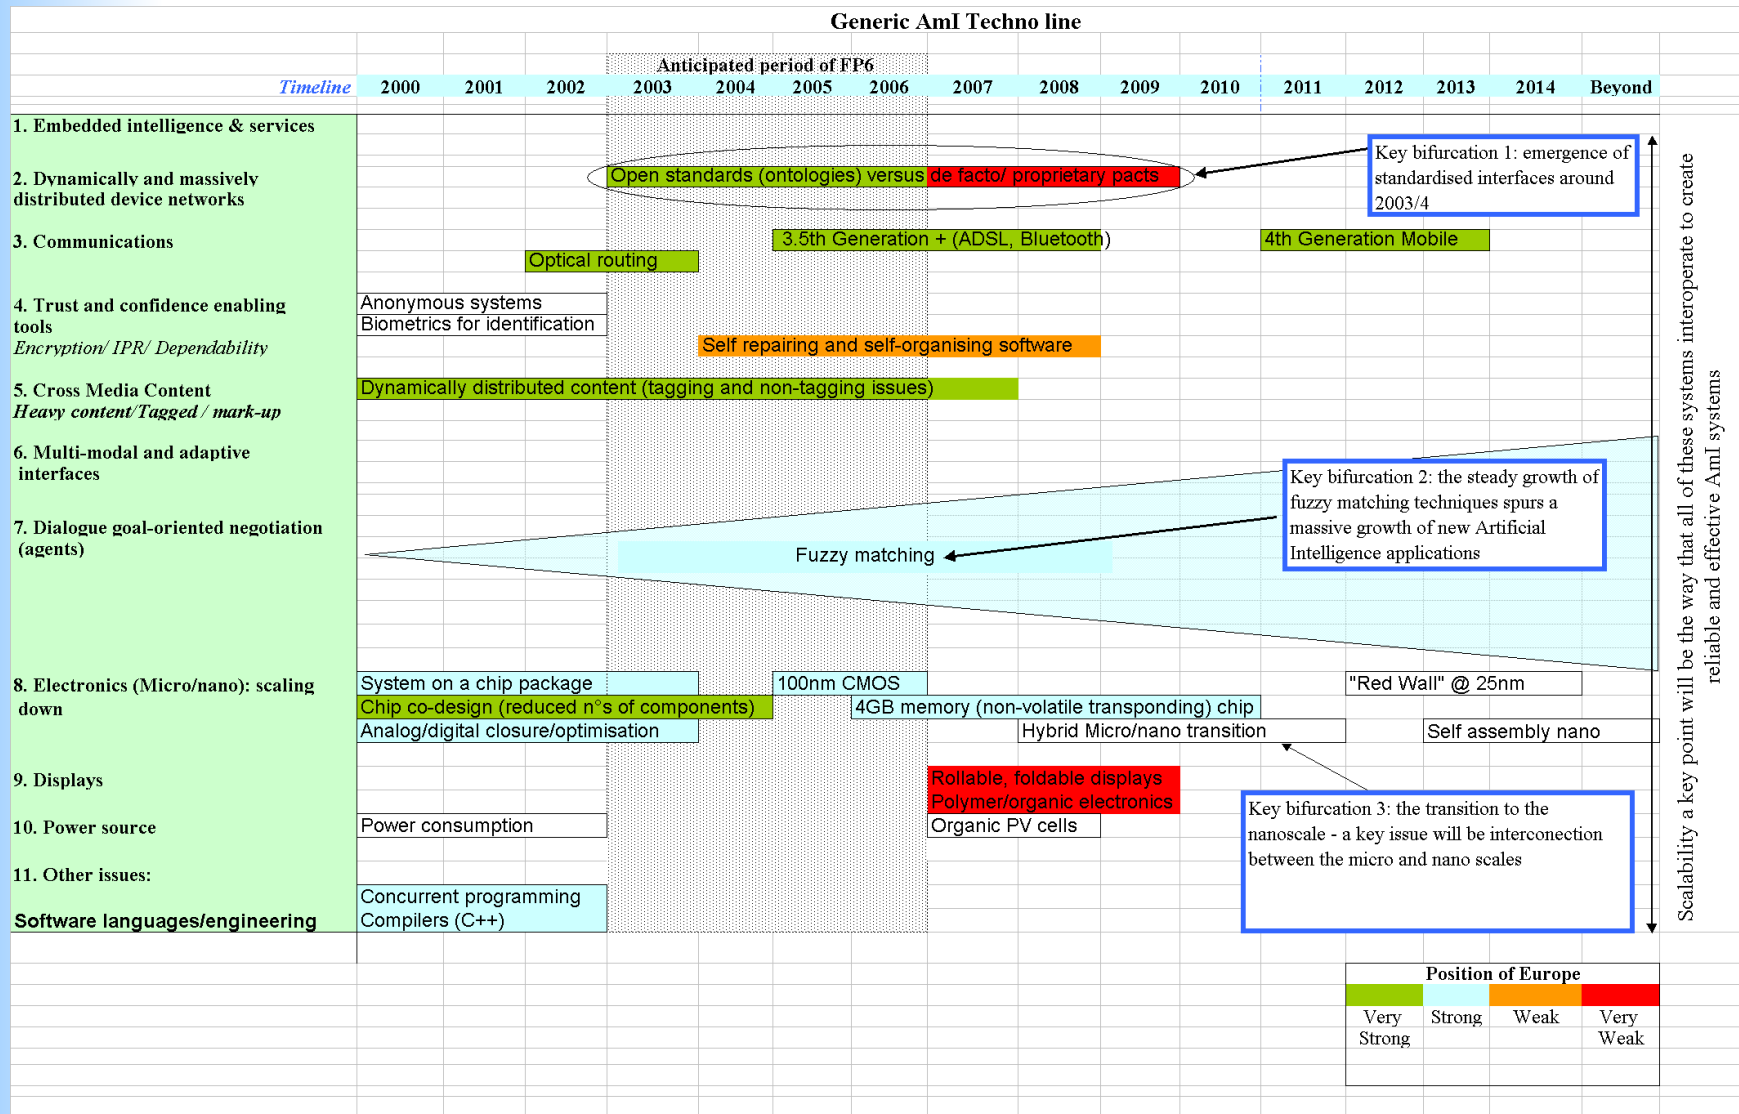 Generic AmI Techno line
Anticipated period of FP6
Timeline 2000 2001 2002 2003 2004 2005 2006 2007 2008 2009 2010 2011 2012 2013 2014 Beyond
1. Embedded intelligence & services
2. Dynamically and massively
distributed device networks
Open standards (ontologies) versus de facto/ proprietary pacts
Key bifurcation 1: emergence of
standardised interfaces around
2003/4
3. Communications
3.5th Generation + (ADSL, Bluetooth)
4th Generation Mobile
Optical routing
4. Trust and confidence enabling
tools
Encryption/ IPR/ Dependability
Anonymous systems
Biometrics for identification
Self repairing and self-organising software
5. Cross Media Content
Heavy content/Tagged / mark-up
Dynamically distributed content (tagging and non-tagging issues)
6. Multi-modal and adaptive
interfaces
7. Dialogue goal-oriented negotiation
(agents)
Fuzzy matching
Key bifurcation 2: the steady growth of
fuzzy matching techniques spurs a
massive growth of new Artificial
Intelligence applications
8. Electronics (Micro/nano): scaling
down
System on a chip package
100nm CMOS
"Red Wall" @ 25nm
Chip co-design (reduced n°s of components)
4GB memory (non-volatile transponding) chip
Analog/digital closure/optimisation
Hybrid Micro/nano transition
Self assembly nano
9. Displays
Rollable, foldable displays
Polymer/organic electronics
10. Power source
Power consumption
Organic PV cells
Key bifurcation 3: the transition to the
nanoscale - a key issue will be interconection
between the micro and nano scales
11. Other issues:
Software languages/engineering
Concurrent programming
Compilers (C++)
Scalability a key point will be the way that all of these systems interoperate to create
reliable and effective AmI systems
Position of Europe
Very
Strong
Strong
Weak
Very
Weak